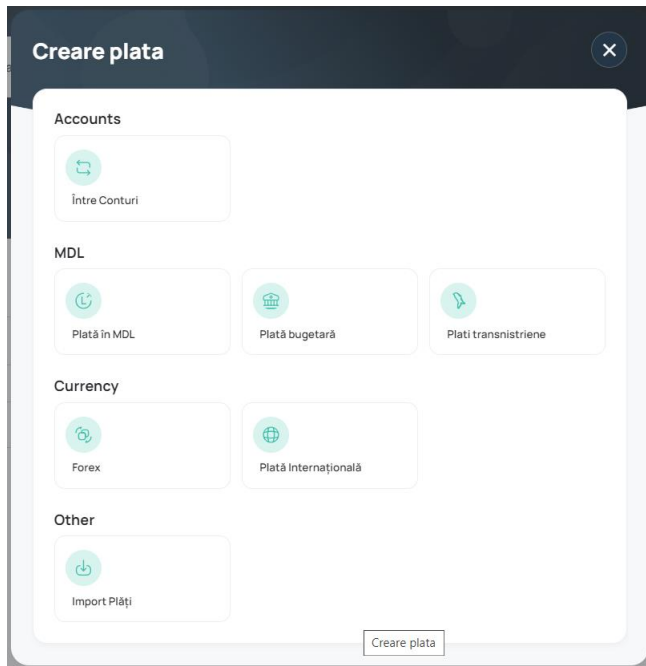 Creare plata
Accounts
Între Conturi
MDL
Plată în MDL
Plată bugetară
Plati transnistriene
Currency
Forex
Plată Internațională
Other
Import Plăți
Creare plata